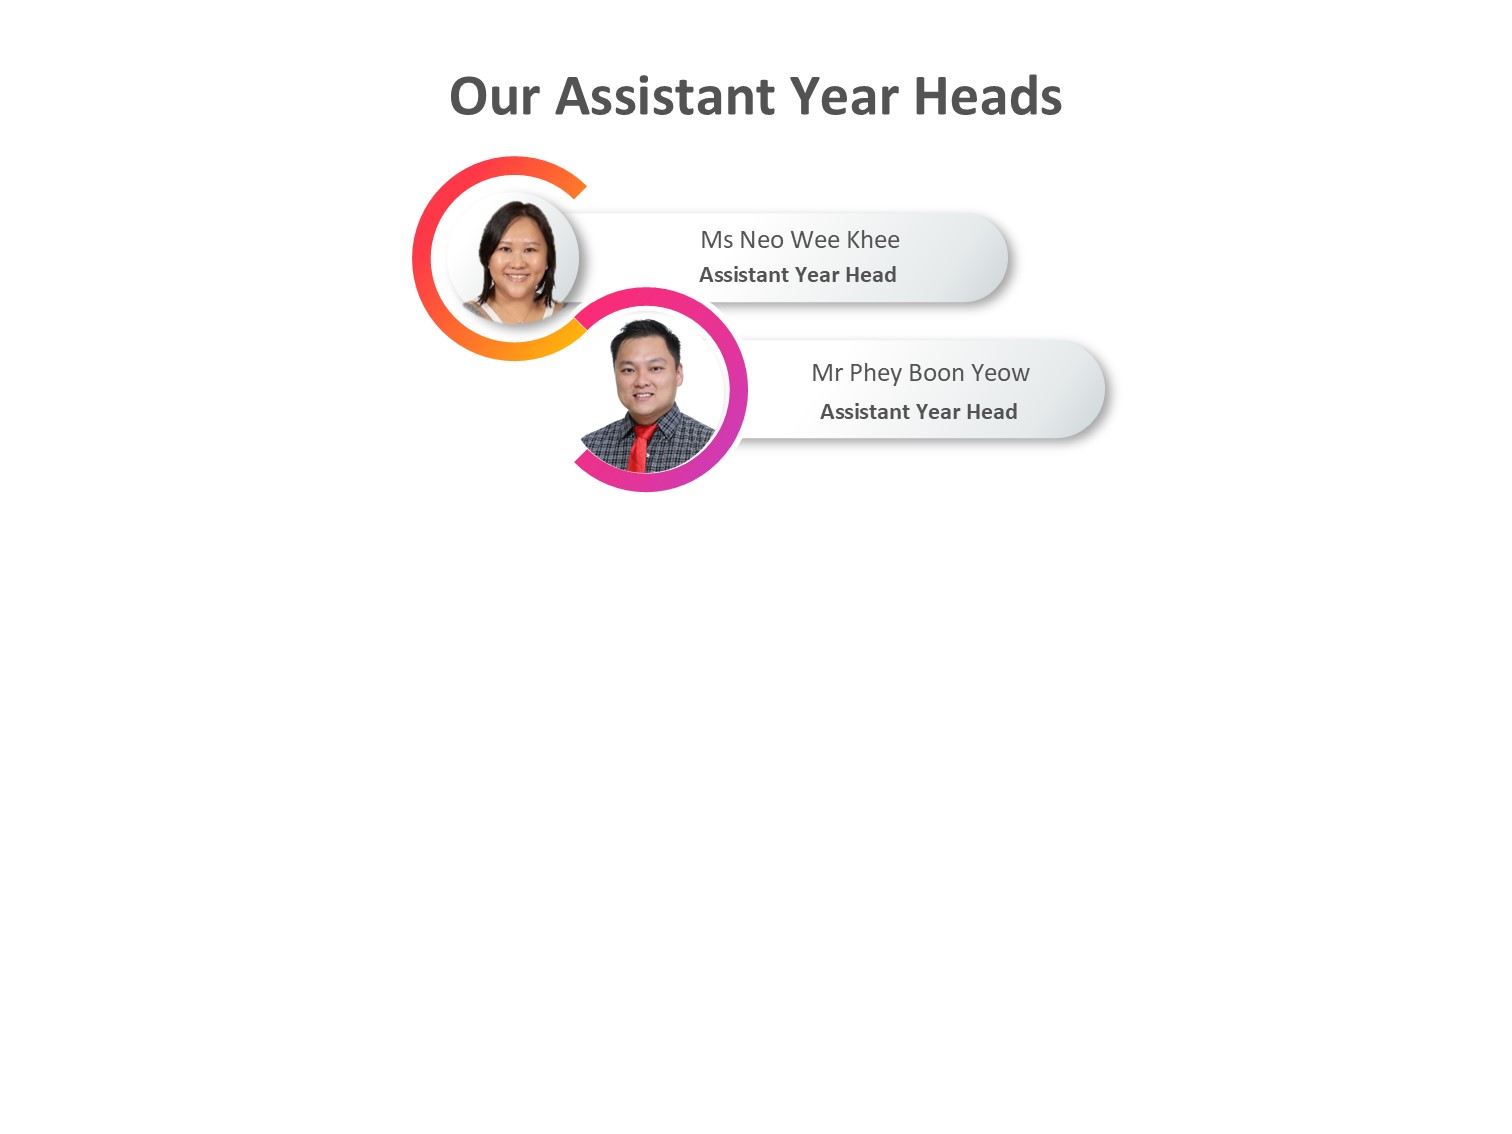 Our Assistant Year Heads
Ms Neo Wee Khee
Assistant Year Head
Mr Phey Boon Yeow
Assistant Year Head